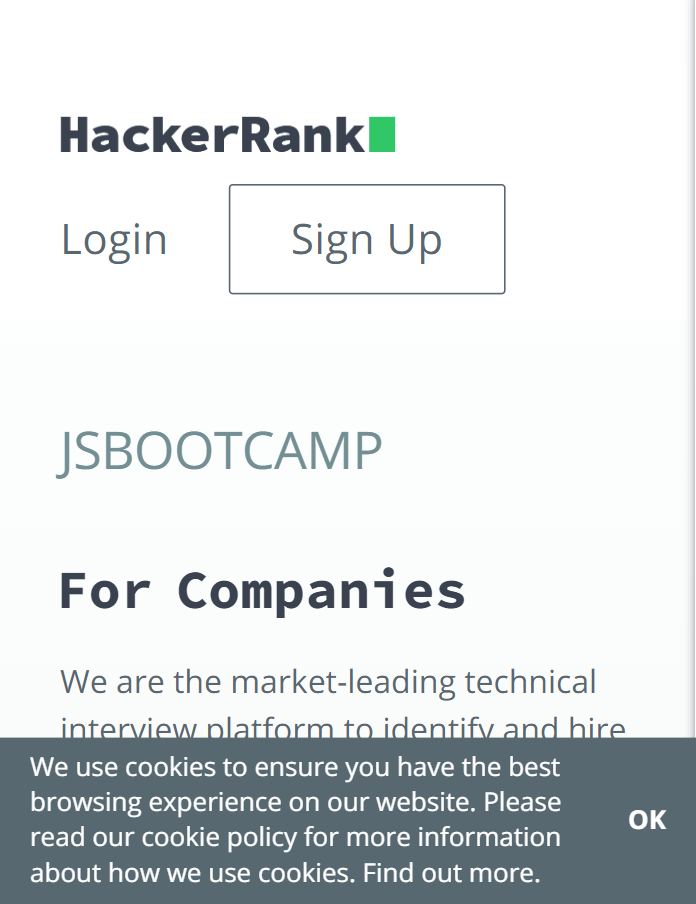 HackerRank
Login
Sign Up
JSBOOTCAMP
For Companies
We are the market-leading technical
interview platform to identify and hire
We use cookies to ensure you have the best
browsing experience on our website. Please
read our cookie policy for more information
about how we use cookies. Find out more.
OK